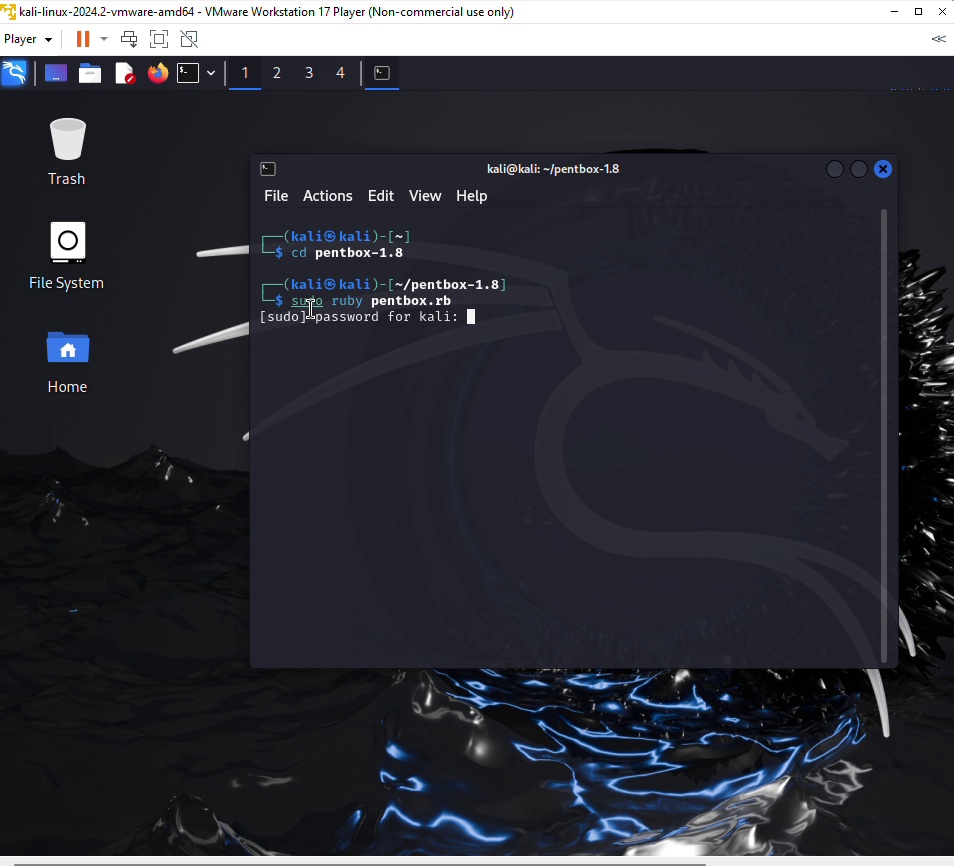 kali-linux-2024.2-vmware-amd64 - VMware Workstation 17 Player (Non-commercial use only)
Player
1 2 3 4
Trash
File System
Home
kali@kali: ~/pentbox-1.8
File Actions Edit View Help
┌──(kali㉿kali)-[~]
└─$ cd pentbox-1.8
┌──(kali㉿kali)-[~/pentbox-1.8]
└─$ sudo ruby pentbox.rb
[sudo] password for kali: